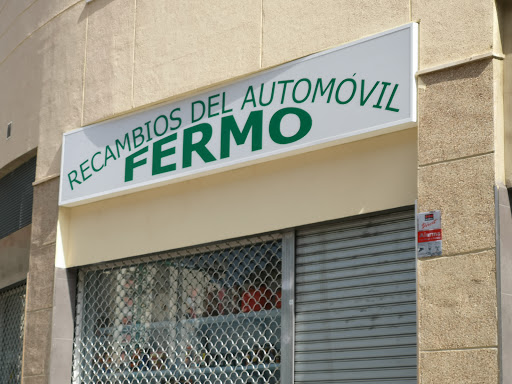 RECAMBIOS DEL AUTOMÓVIL
FERMO